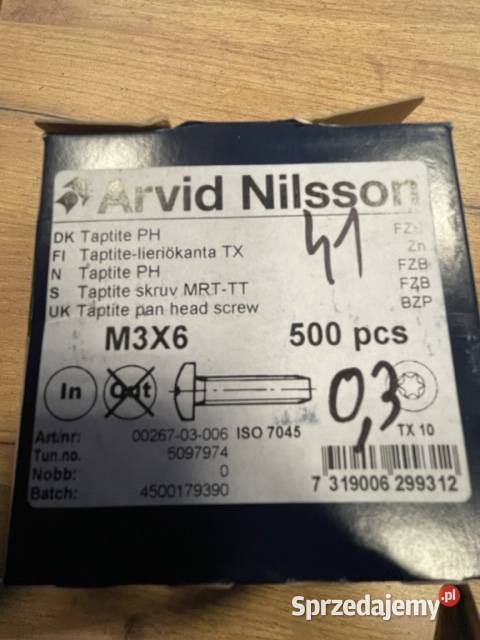 Arvid Nilsson
41
DK Taptite PH
FI Taptite-lieriökanta TX Zn
N Taptite PH FZB
S Taptite skruv MRT-TT FZB
UK Taptite pan head screw BZP
M3X6 500 pcs
In Out 0,3
Art.nr: 00267-03-006 ISO 7045 TX 10
Tun.no. 5097974
Nobb: 0
Batch: 4500179390
7 319006 299312
Sprzedajemy.pl